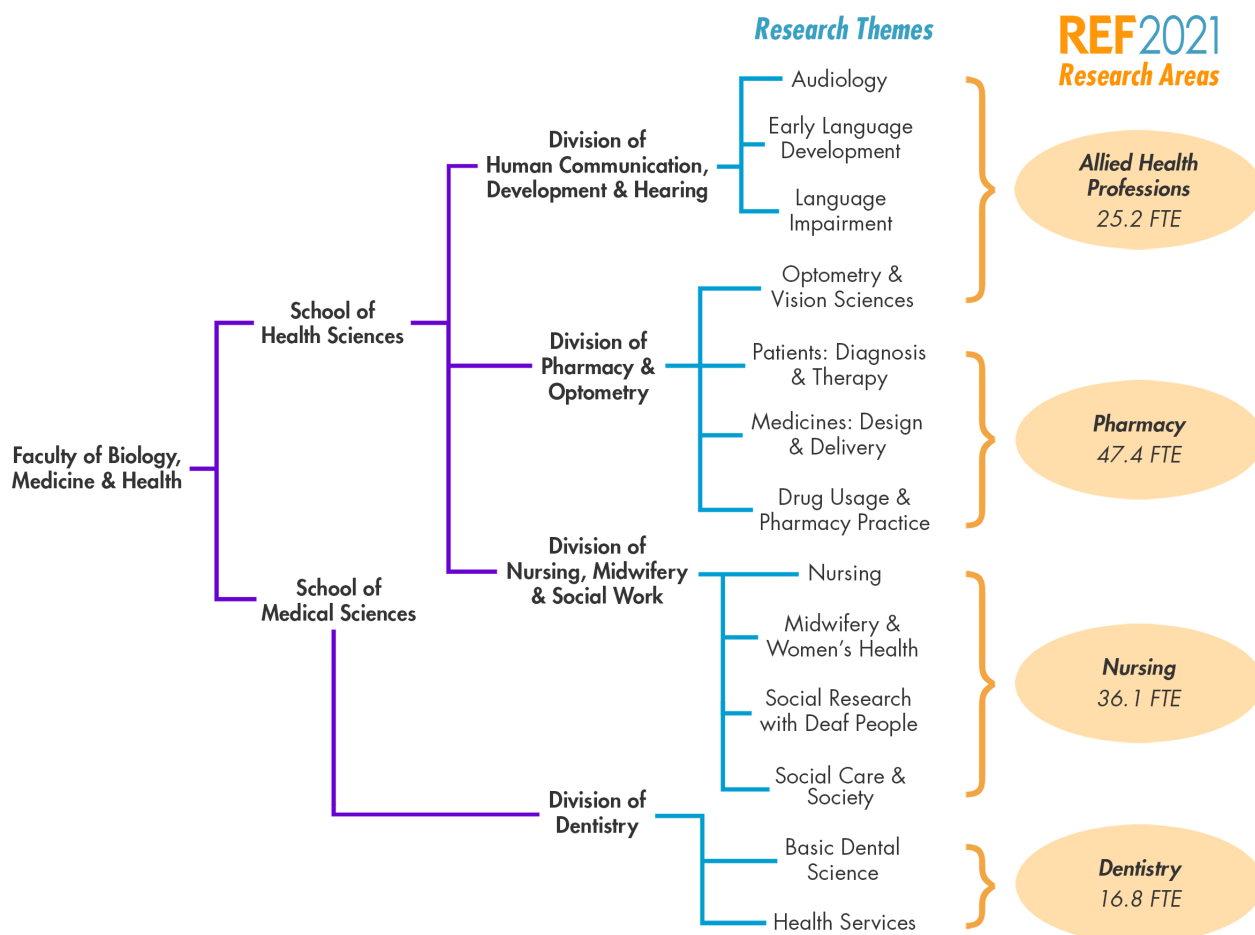 Research Themes
REF2021
Research Areas
Audiology
Early Language
Development
Language
Impairment
Optometry &
Vision Sciences
Patients: Diagnosis
& Therapy
Medicines: Design
& Delivery
Drug Usage &
Pharmacy Practice
Nursing
Midwifery &
Women’s Health
Social Research
with Deaf People
Social Care &
Society
Basic Dental
Science
Health Services
Division of
Human Communication,
Development & Hearing
Division of
Pharmacy &
Optometry
Division of
Nursing, Midwifery
& Social Work
Division of
Dentistry
School of
Health Sciences
School of
Medical Sciences
Faculty of Biology,
Medicine & Health
Allied Health
Professions
25.2 FTE
Pharmacy
47.4 FTE
Nursing
36.1 FTE
Dentistry
16.8 FTE